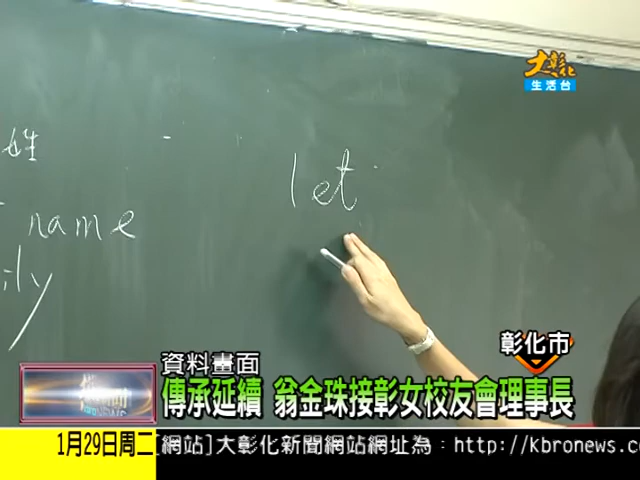 大彰化
生活台
姓
let
name
ily
彰化市
資料畫面
傳承延續 翁金珠接彰女校友會理事長
1月29日周二
[網站]大彰化新聞網站網址為：http://kbronews.co